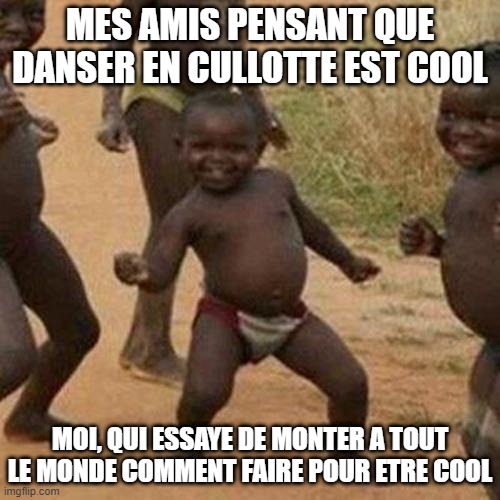 MES AMIS PENSANT QUE
DANSER EN CULLOTTE EST COOL
MOI, QUI ESSAYE DE MONTER A TOUT
LE MONDE COMMENT FAIRE POUR ETRE COOL
imgflip.com